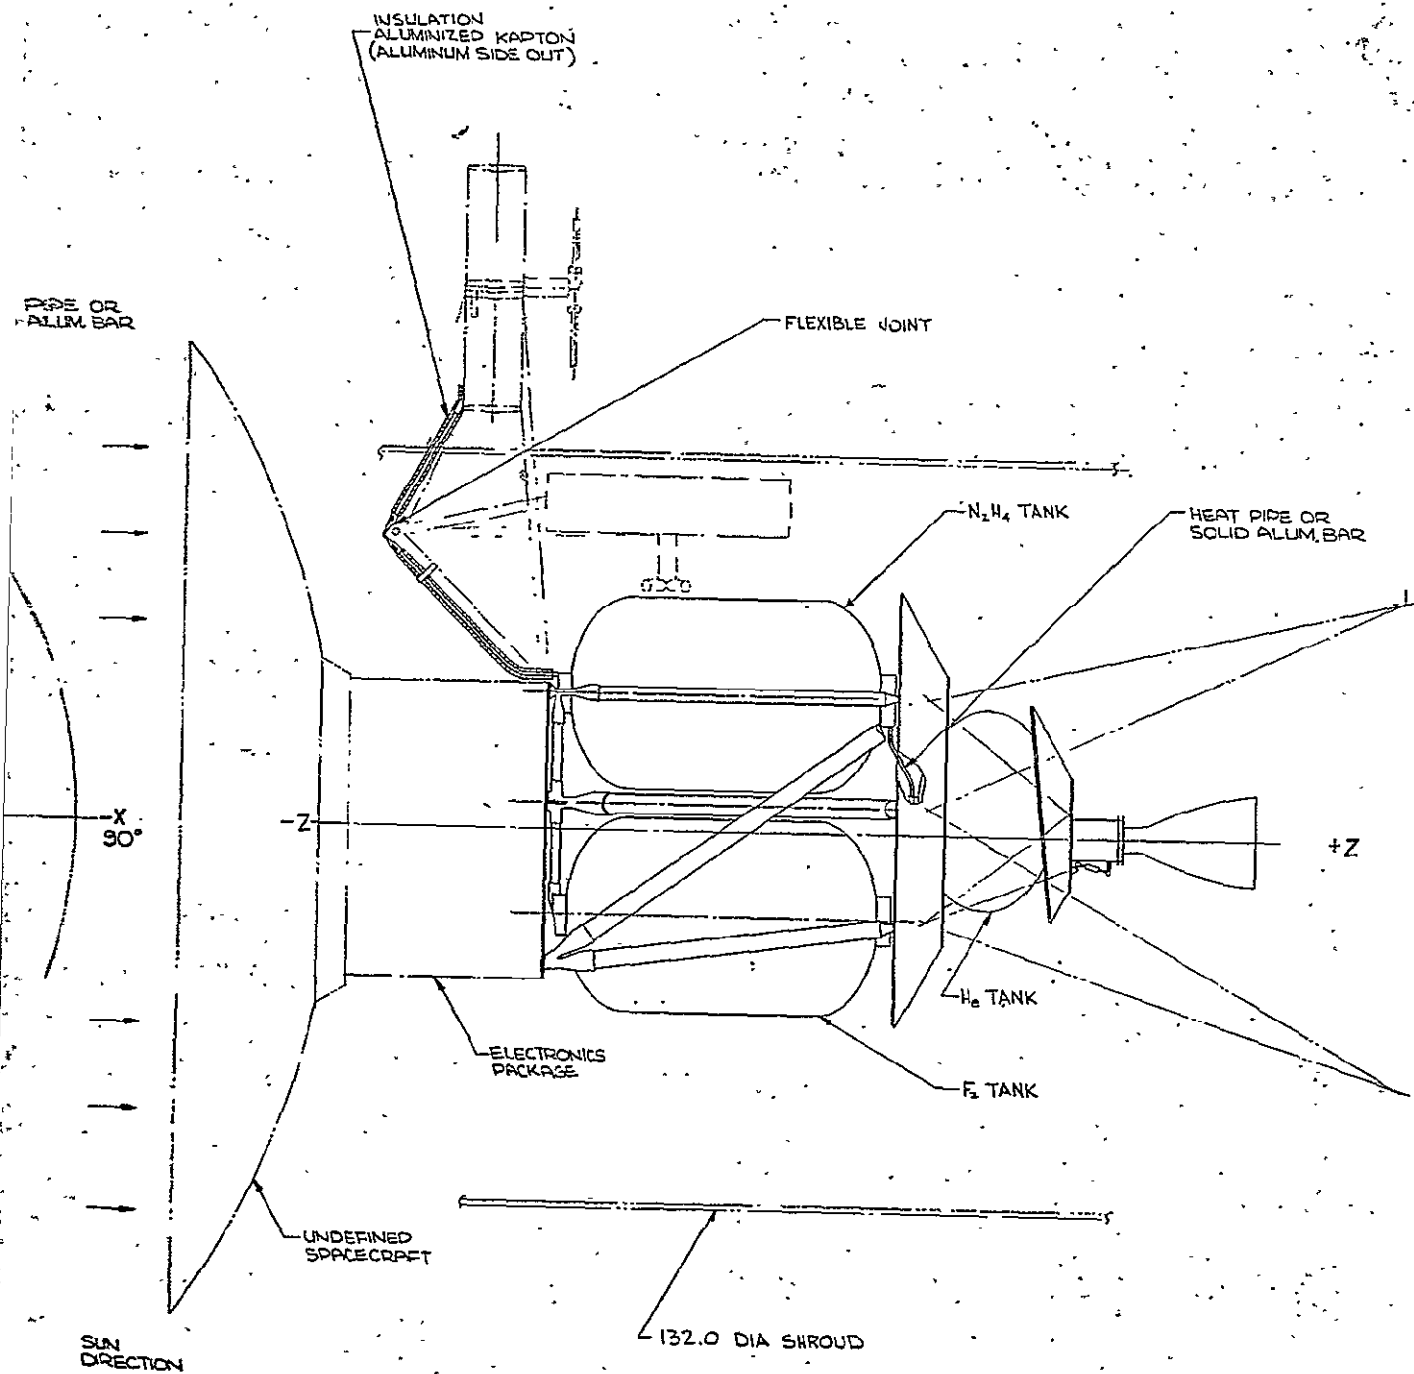 INSULATION
ALUMINIZED KAPTON
(ALUMINUM SIDE OUT)
PIPE OR
ALUM. BAR
FLEXIBLE JOINT
N₂H₄ TANK
HEAT PIPE OR
SOLID ALUM. BAR
-X
90°
-Z
+Z
He TANK
ELECTRONICS
PACKAGE
F₂ TANK
UNDEFINED
SPACECRAFT
132.0 DIA SHROUD
SUN
DIRECTION